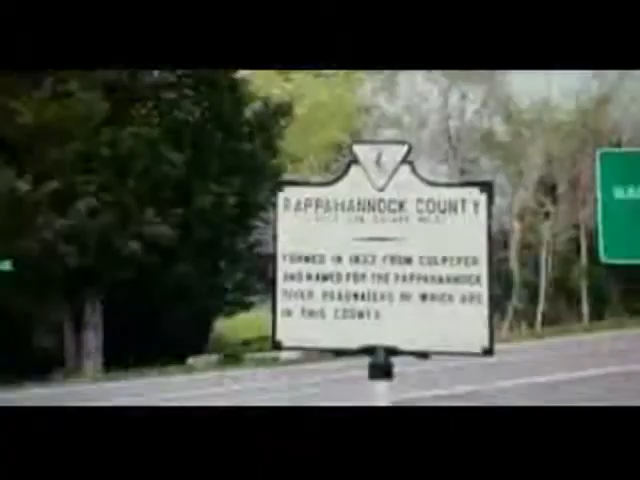 RAPPAHANNOCK COUNTY
FORMED IN 1833 FROM CULPEPER
AND NAMED FOR THE RAPPAHANNOCK
RIVER, HEADWATERS OF WHICH ARE
IN THIS COUNTY.